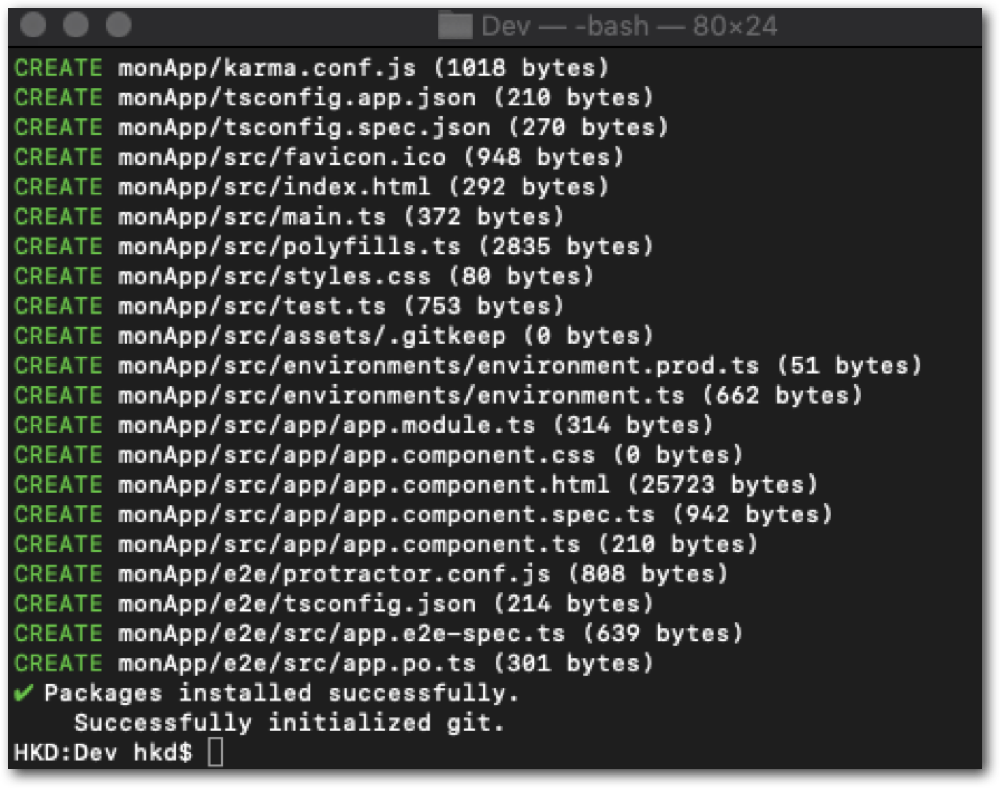 Dev — -bash — 80×24
CREATE monApp/karma.conf.js (1018 bytes)
CREATE monApp/tsconfig.app.json (210 bytes)
CREATE monApp/tsconfig.spec.json (270 bytes)
CREATE monApp/src/favicon.ico (948 bytes)
CREATE monApp/src/index.html (292 bytes)
CREATE monApp/src/main.ts (372 bytes)
CREATE monApp/src/polyfills.ts (2835 bytes)
CREATE monApp/src/styles.css (80 bytes)
CREATE monApp/src/test.ts (753 bytes)
CREATE monApp/src/assets/.gitkeep (0 bytes)
CREATE monApp/src/environments/environment.prod.ts (51 bytes)
CREATE monApp/src/environments/environment.ts (662 bytes)
CREATE monApp/src/app/app.module.ts (314 bytes)
CREATE monApp/src/app/app.component.css (0 bytes)
CREATE monApp/src/app/app.component.html (25723 bytes)
CREATE monApp/src/app/app.component.spec.ts (942 bytes)
CREATE monApp/src/app/app.component.ts (210 bytes)
CREATE monApp/e2e/protractor.conf.js (808 bytes)
CREATE monApp/e2e/tsconfig.json (214 bytes)
CREATE monApp/e2e/src/app.e2e-spec.ts (639 bytes)
CREATE monApp/e2e/src/app.po.ts (301 bytes)
✔ Packages installed successfully.
Successfully initialized git.
HKD:Dev hkd$